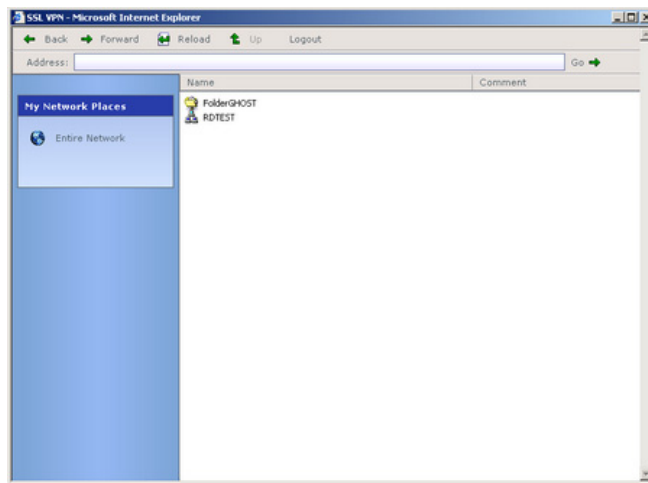 SSL VPN - Microsoft Internet Explorer
Back Forward Reload Up Logout
Address: Go
Name Comment
My Network Places
Entire Network
FolderGHOST
RDTEST